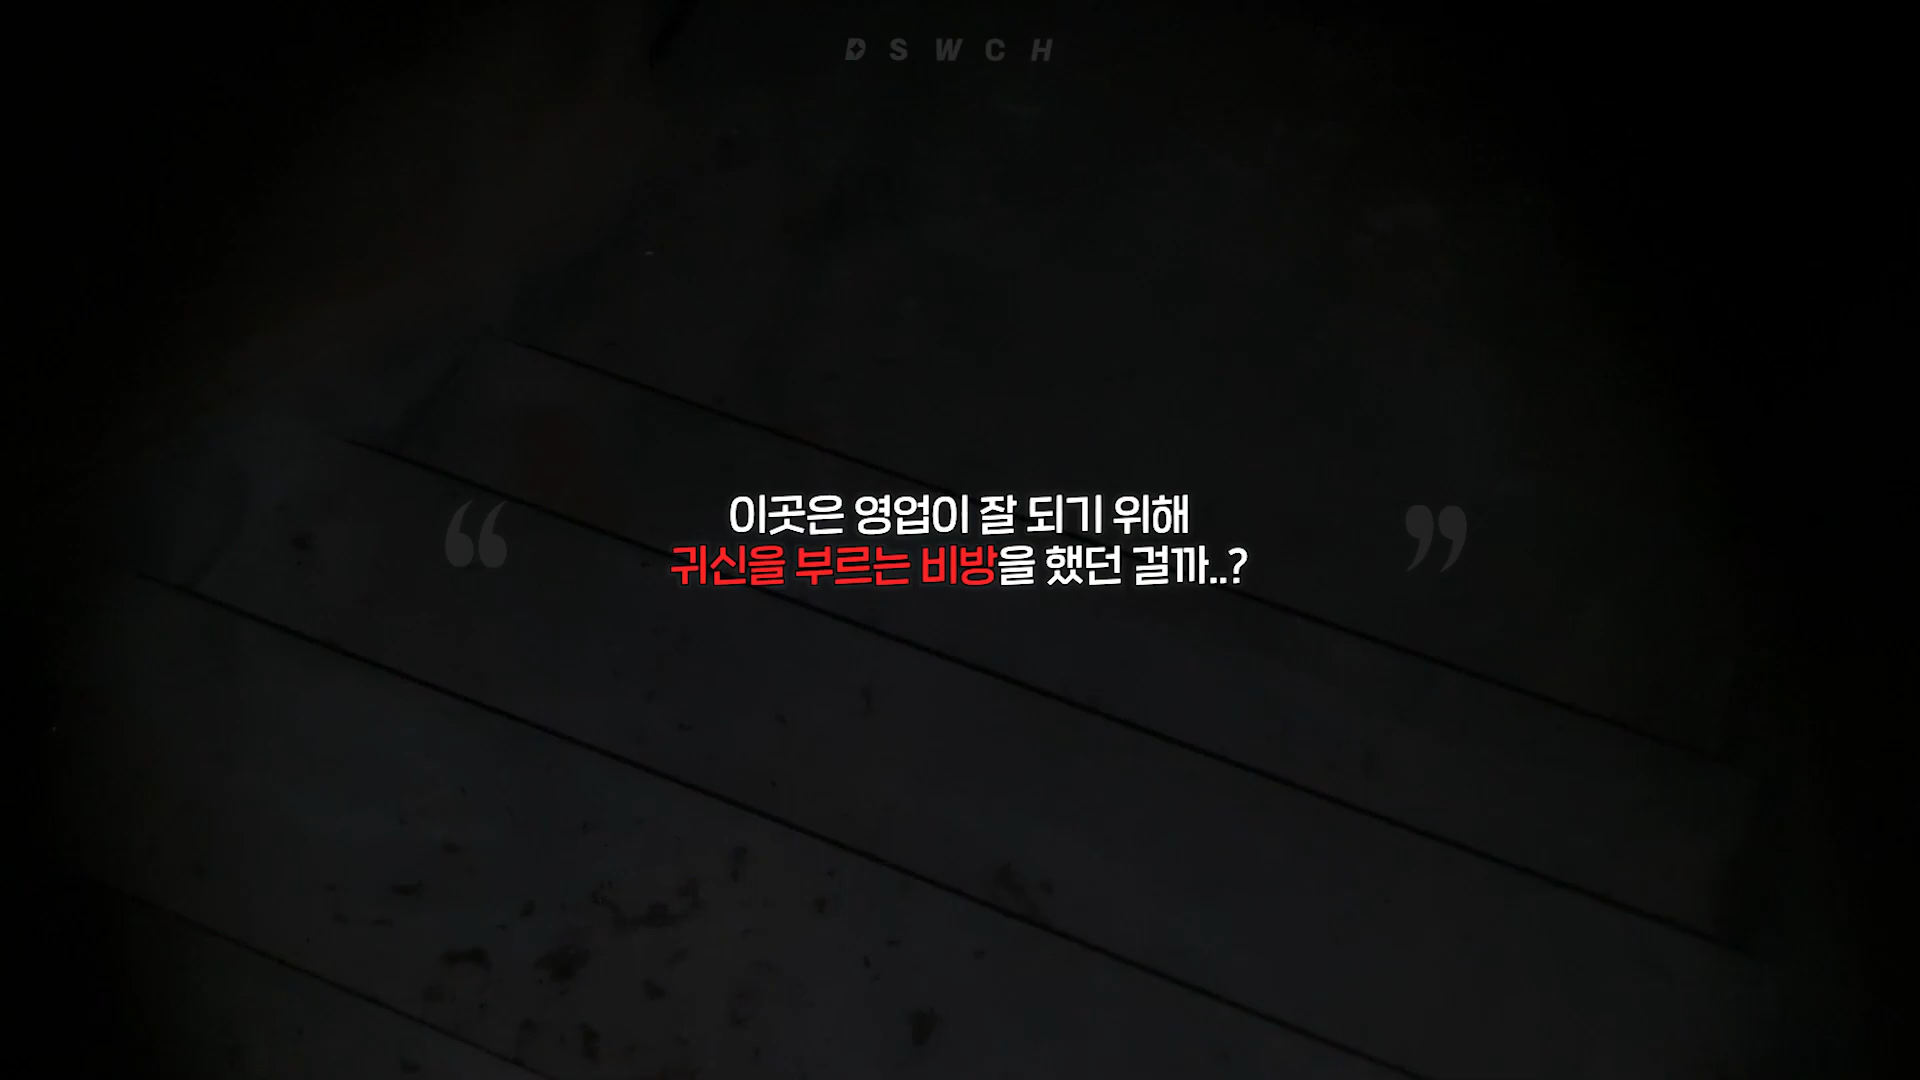 DSWCH
이곳은 영업이 잘 되기 위해
“ 귀신을 부르는 비방을 했던 걸까..? ”